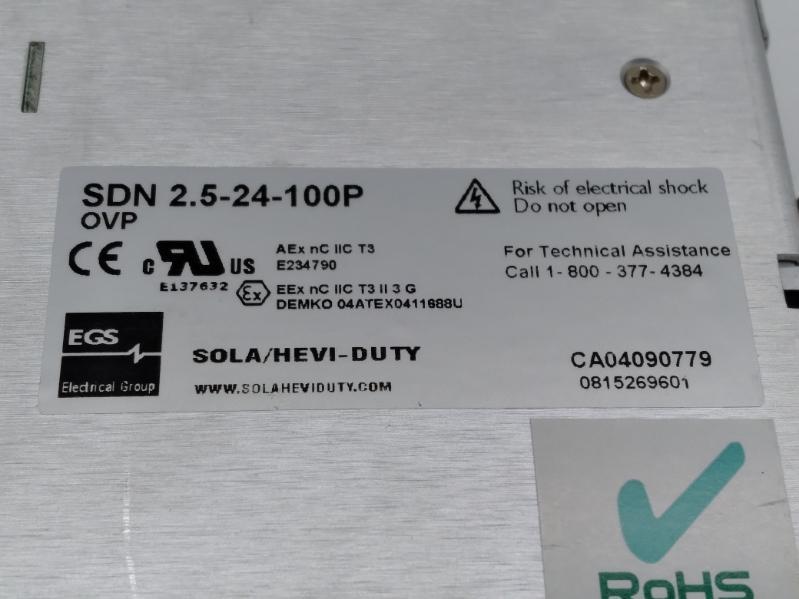 SDN 2.5-24-100P
OVP
Risk of electrical shock
Do not open
CE
c RU US
E137632
AEx nC IIC T3
E234790
Ex
EEx nC IIC T3 II 3 G
DEMKO 04ATEX0411688U
For Technical Assistance
Call 1-800-377-4384
EGS
Electrical Group
SOLA/HEVI-DUTY
WWW.SOLAHEVIDUTY.COM
CA04090779
0815269601
RoHS